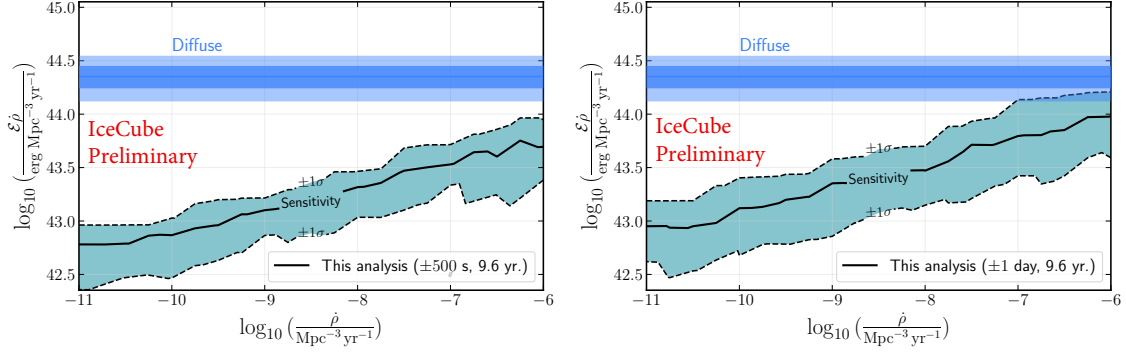 45.0
44.5
44.0
43.5
43.0
42.5
log₁₀ (ℰρ̇ / erg Mpc⁻³ yr⁻¹)
Diffuse
IceCube
Preliminary
±1σ
Sensitivity
±1σ
This analysis (±500 s, 9.6 yr.)
−11 −10 −9 −8 −7 −6
log₁₀ (ρ̇ / Mpc⁻³ yr⁻¹)
45.0
44.5
44.0
43.5
43.0
42.5
log₁₀ (ℰρ̇ / erg Mpc⁻³ yr⁻¹)
Diffuse
IceCube
Preliminary
±1σ
Sensitivity
±1σ
This analysis (±1 day, 9.6 yr.)
−11 −10 −9 −8 −7 −6
log₁₀ (ρ̇ / Mpc⁻³ yr⁻¹)